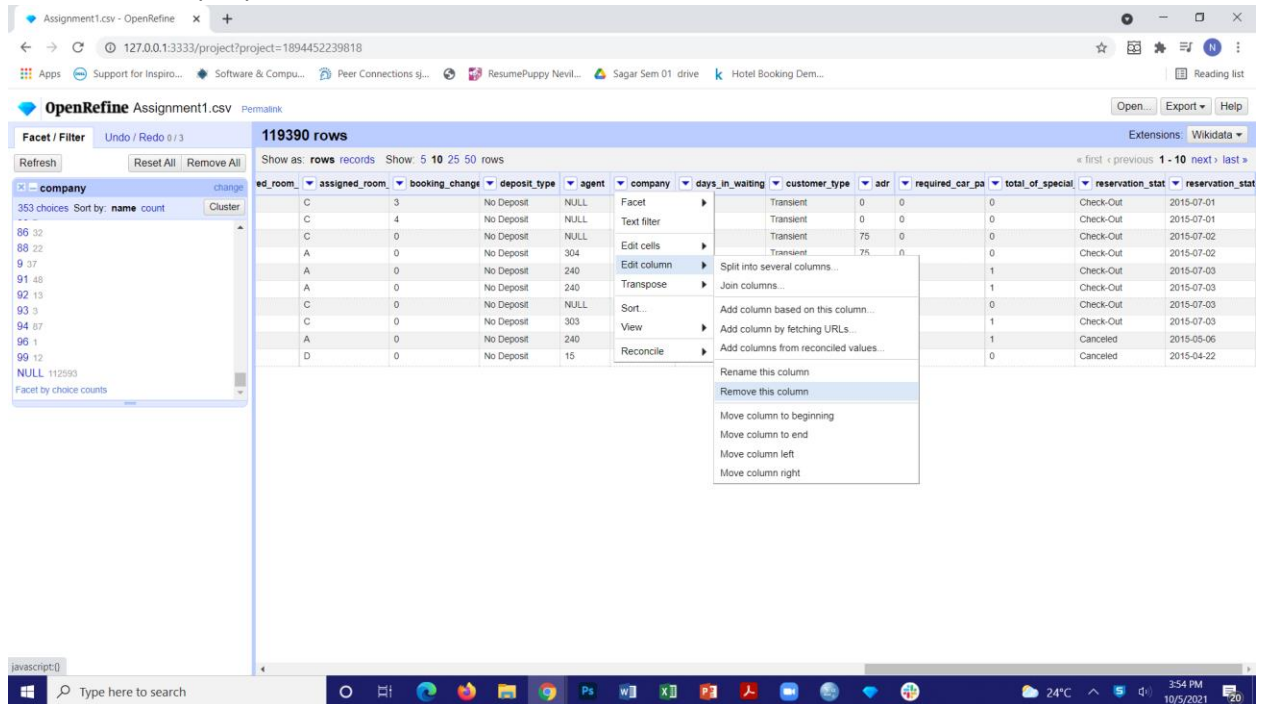 Assignment1.csv - OpenRefine
127.0.0.1:3333/project?project=1894452239818
Apps Support for Inspiro... Software & Compu... Peer Connections sj... ResumePuppy Nevil... Sagar Sem 01 drive Hotel Booking Dem... Reading list
OpenRefine Assignment1.csv Permalink Open... Export Help
Facet / Filter Undo / Redo 0 / 3 119390 rows Extensions: Wikidata
Refresh Reset All Remove All Show as: rows records Show: 5 10 25 50 rows « first ‹ previous 1 - 10 next › last »
company change
353 choices Sort by: name count Cluster
86 32
88 22
9 37
91 48
92 13
93 3
94 87
96 1
99 12
NULL 112593
Facet by choice counts
ed_room_ assigned_room_ booking_change deposit_type agent company days_in_waiting customer_type adr required_car_pa total_of_special reservation_stat reservation_stat
C 3 No Deposit NULL Transient 0 0 0 Check-Out 2015-07-01
C 4 No Deposit NULL Transient 0 0 0 Check-Out 2015-07-01
C 0 No Deposit NULL Transient 75 0 0 Check-Out 2015-07-02
A 0 No Deposit 304 Transient 75 0 0 Check-Out 2015-07-02
A 0 No Deposit 240 1 Check-Out 2015-07-03
A 0 No Deposit 240 1 Check-Out 2015-07-03
C 0 No Deposit NULL 0 Check-Out 2015-07-03
C 0 No Deposit 303 1 Check-Out 2015-07-03
A 0 No Deposit 240 1 Canceled 2015-05-06
D 0 No Deposit 15 0 Canceled 2015-04-22
Facet
Text filter
Edit cells
Edit column
Transpose
Sort...
View
Reconcile
Split into several columns...
Join columns...
Add column based on this column...
Add column by fetching URLs...
Add columns from reconciled values...
Rename this column
Remove this column
Move column to beginning
Move column to end
Move column left
Move column right
javascript:{}
Type here to search
24°C
3:54 PM
10/5/2021
20